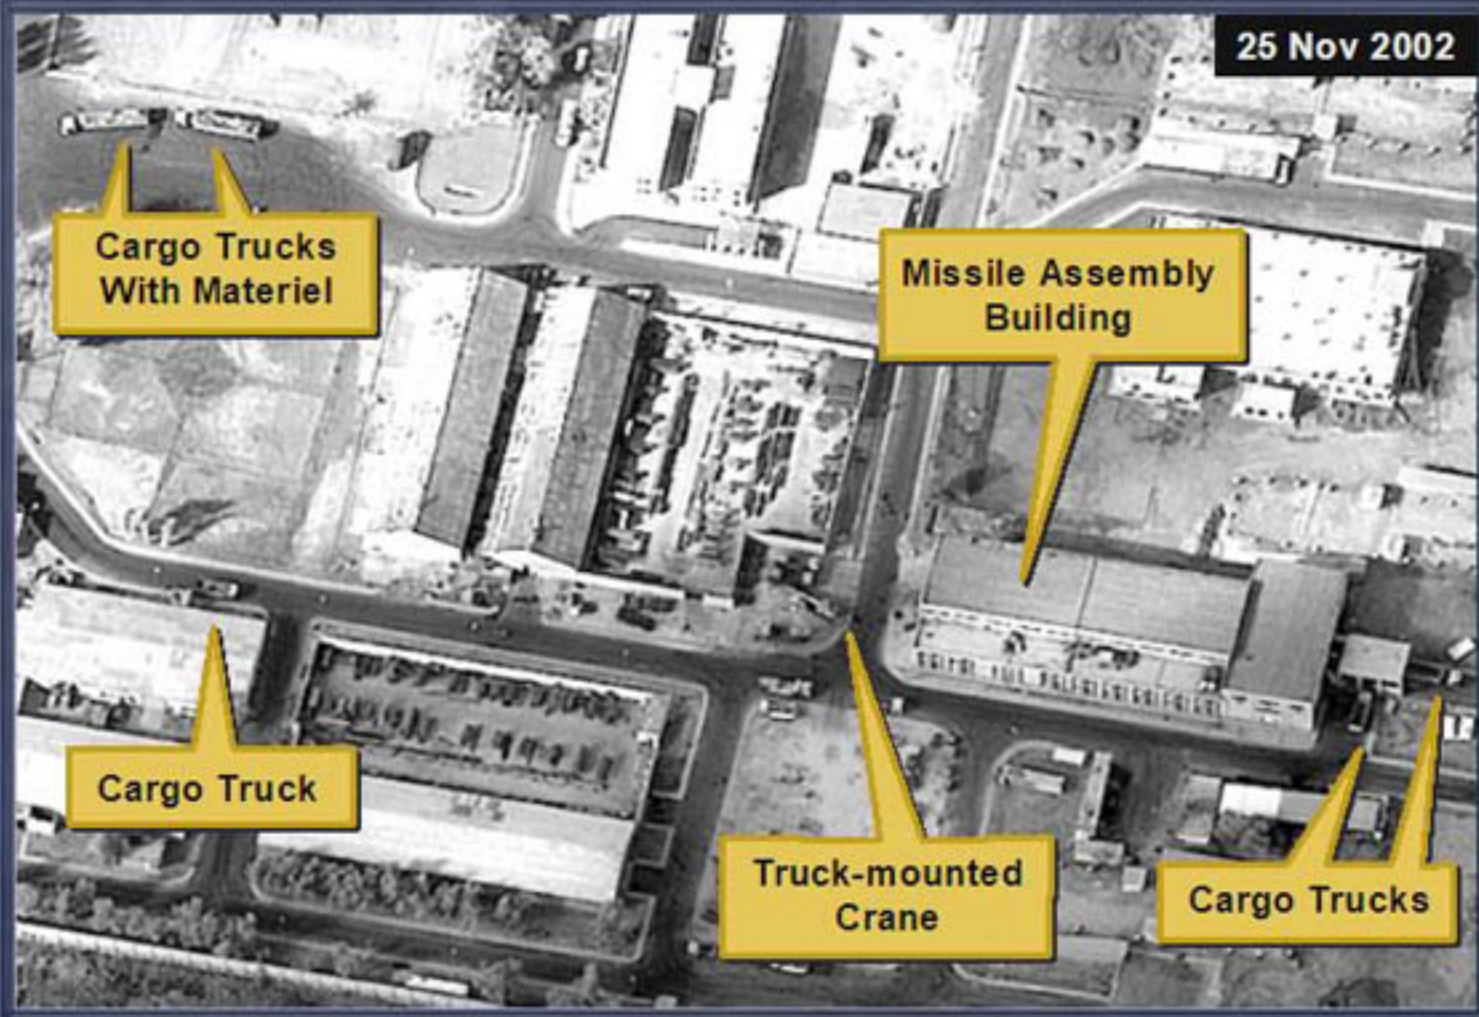 25 Nov 2002
Cargo Trucks
With Materiel
Missile Assembly
Building
Cargo Truck
Truck-mounted
Crane
Cargo Trucks